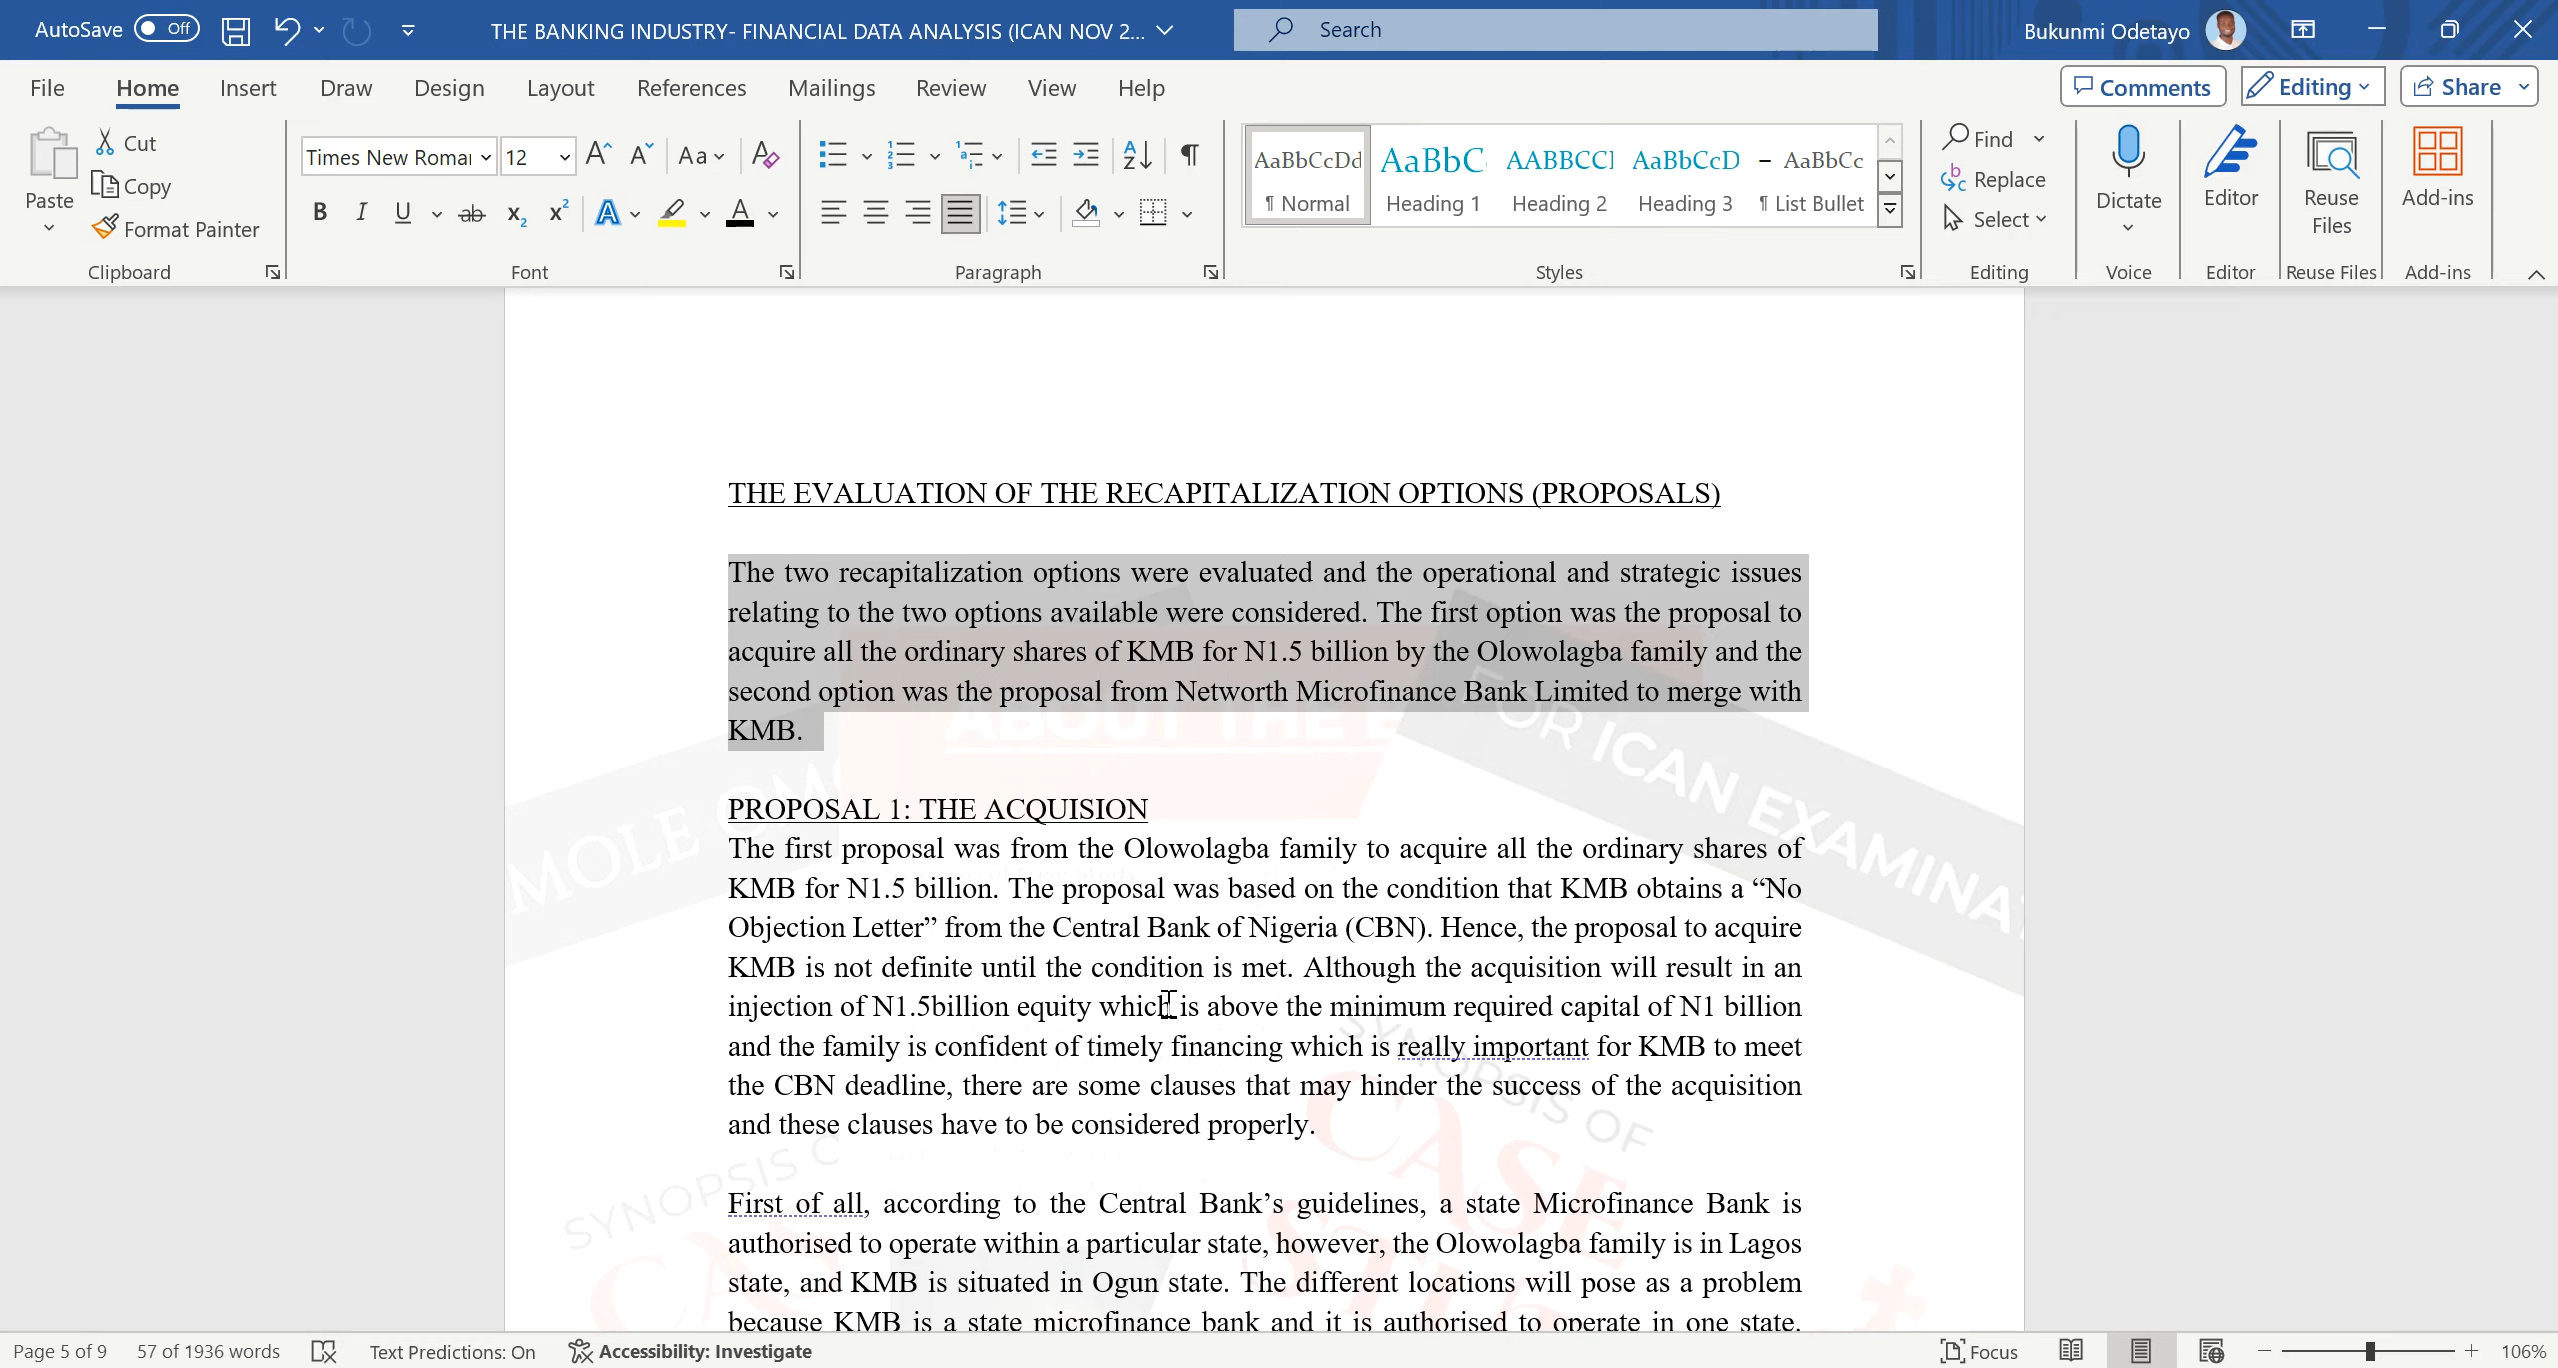 AutoSave Off THE BANKING INDUSTRY- FINANCIAL DATA ANALYSIS (ICAN NOV 2... Search Bukunmi Odetayo
File Home Insert Draw Design Layout References Mailings Review View Help Comments Editing Share
Paste Cut Copy Format Painter
Clipboard
Times New Roma 12 Aa
B I U ab x2 x2 A A
Font
Paragraph
AaBbCcDd AaBbC AABBCC AaBbCcD AaBbCc
¶ Normal Heading 1 Heading 2 Heading 3 ¶ List Bullet
Styles
Find
Replace
Select
Editing
Dictate
Voice
Editor
Editor
Reuse
Files
Reuse Files
Add-ins
Add-ins
THE EVALUATION OF THE RECAPITALIZATION OPTIONS (PROPOSALS)
The two recapitalization options were evaluated and the operational and strategic issues
relating to the two options available were considered. The first option was the proposal to
acquire all the ordinary shares of KMB for N1.5 billion by the Olowolagba family and the
second option was the proposal from Networth Microfinance Bank Limited to merge with
KMB.
PROPOSAL 1: THE ACQUISION
The first proposal was from the Olowolagba family to acquire all the ordinary shares of
KMB for N1.5 billion. The proposal was based on the condition that KMB obtains a “No
Objection Letter” from the Central Bank of Nigeria (CBN). Hence, the proposal to acquire
KMB is not definite until the condition is met. Although the acquisition will result in an
injection of N1.5billion equity which is above the minimum required capital of N1 billion
and the family is confident of timely financing which is really important for KMB to meet
the CBN deadline, there are some clauses that may hinder the success of the acquisition
and these clauses have to be considered properly.
First of all, according to the Central Bank’s guidelines, a state Microfinance Bank is
authorised to operate within a particular state, however, the Olowolagba family is in Lagos
state, and KMB is situated in Ogun state. The different locations will pose as a problem
because KMB is a state microfinance bank and it is authorised to operate in one state.
ABOUT THE
FOR ICAN EXAMINAT
MOLE
SYNOPSIS OF
CASE
SYNOPSIS
Page 5 of 9 57 of 1936 words Text Predictions: On Accessibility: Investigate Focus 106%